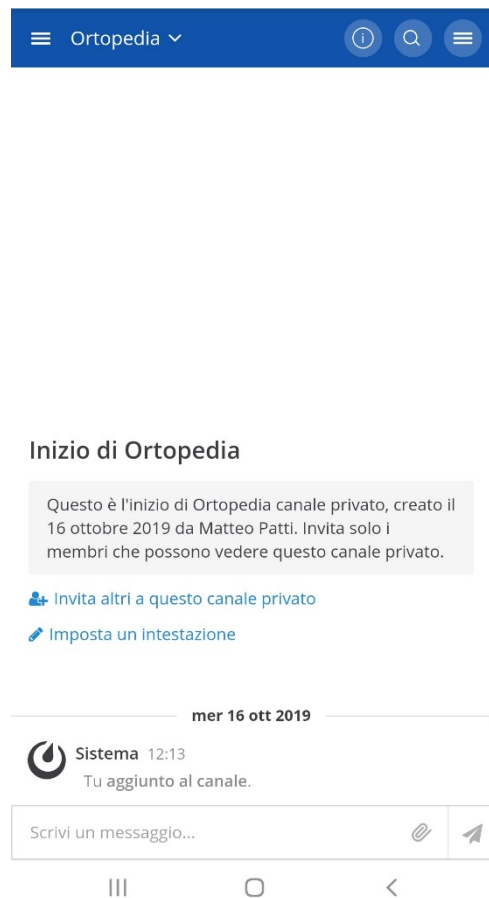 Ortopedia
Inizio di Ortopedia
Questo è l'inizio di Ortopedia canale privato, creato il
16 ottobre 2019 da Matteo Patti. Invita solo i
membri che possono vedere questo canale privato.
Invita altri a questo canale privato
Imposta un intestazione
mer 16 ott 2019
Sistema 12:13
Tu aggiunto al canale.
Scrivi un messaggio...